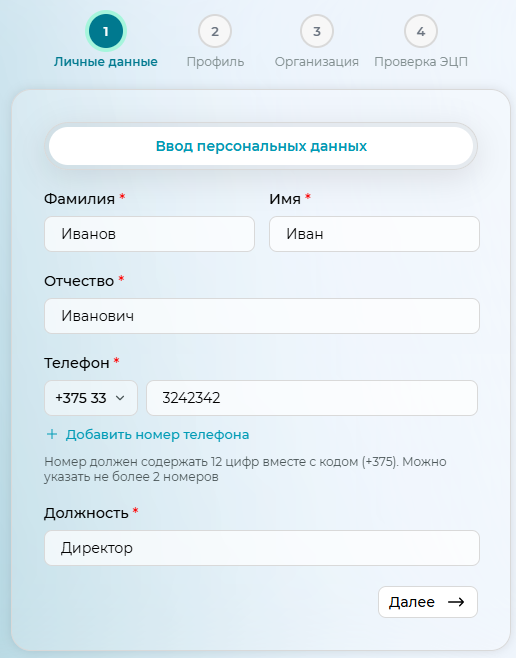 1 2 3 4
Личные данные Профиль Организация Проверка ЭЦП
Ввод персональных данных
Фамилия * Имя *
Иванов Иван
Отчество *
Иванович
Телефон *
+375 33 3242342
+ Добавить номер телефона
Номер должен содержать 12 цифр вместе с кодом (+375). Можно
указать не более 2 номеров
Должность *
Директор
Далее →